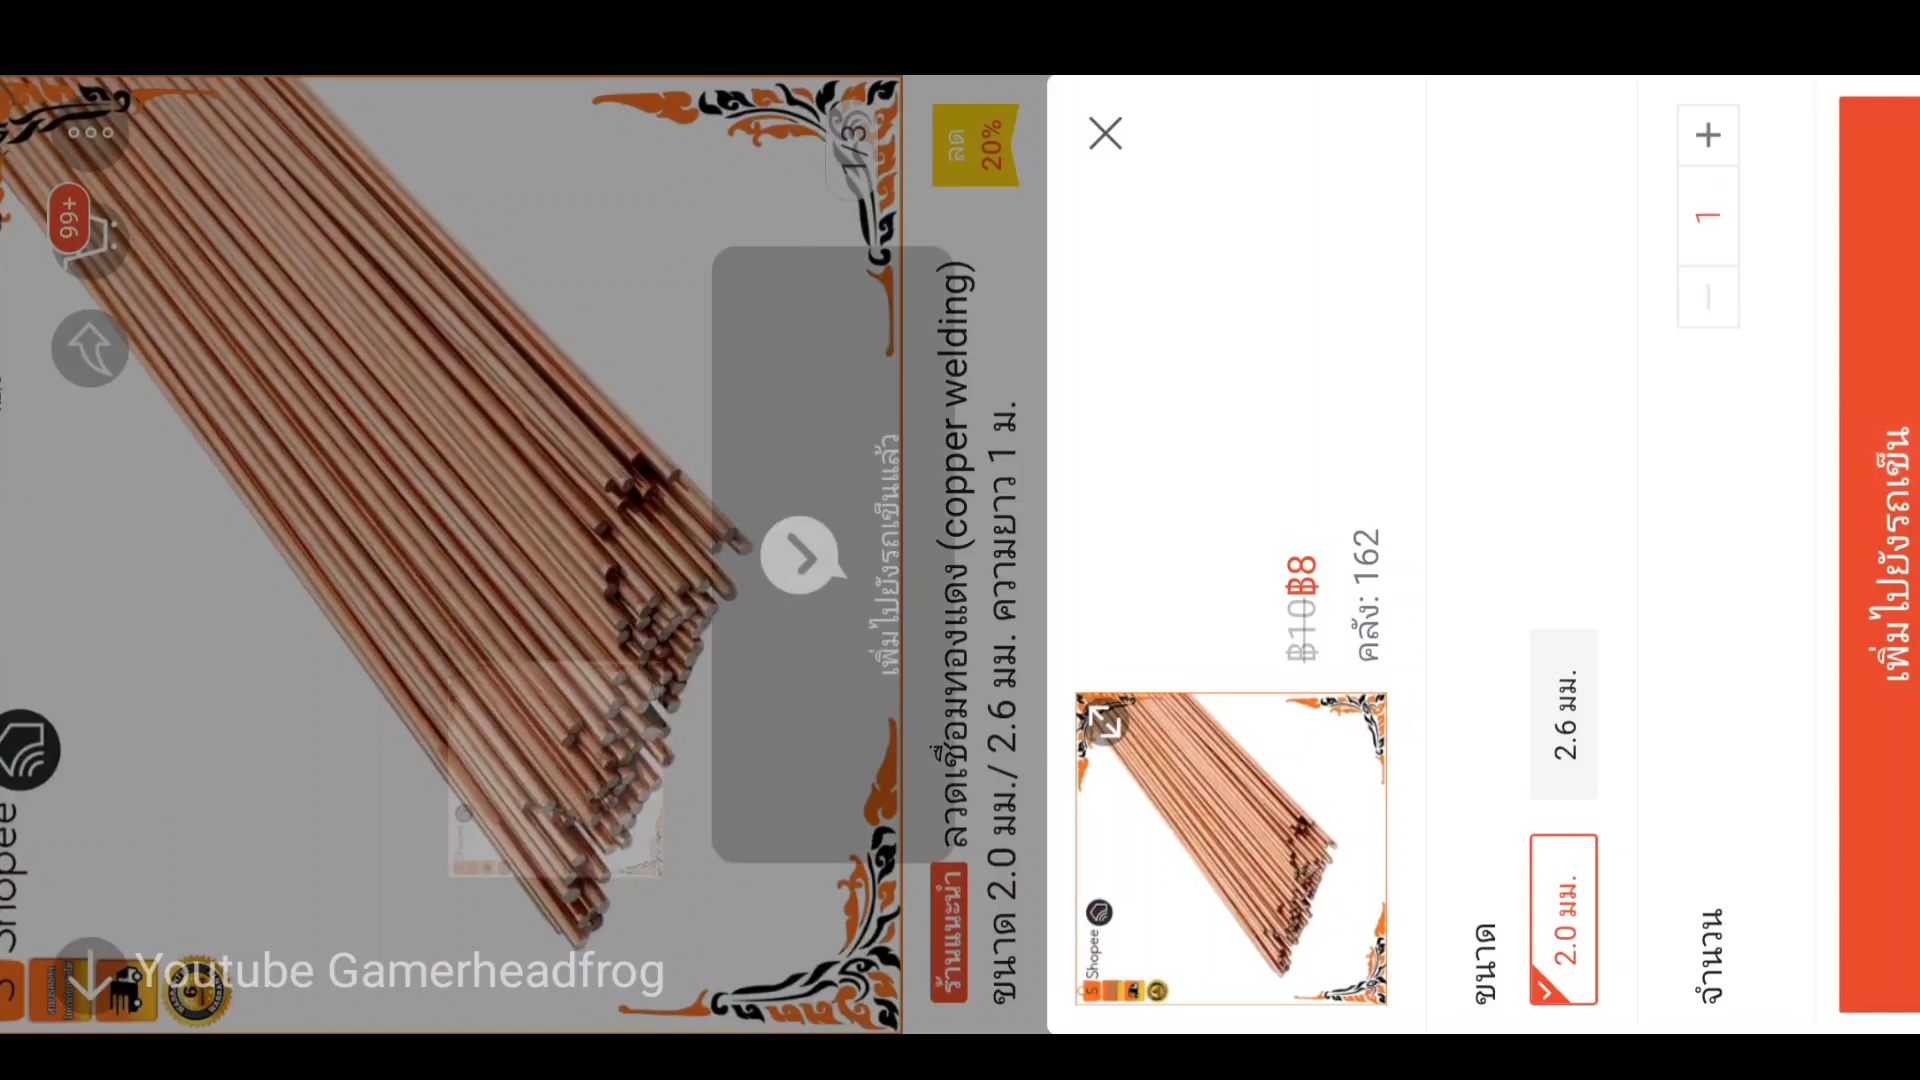 99+
1/3
Shopee
ลด
20%
ร้านแนะนำ ลวดเชื่อมทองแดง (copper welding)
ขนาด 2.0 มม./ 2.6 มม. ความยาว 1 ม.
เพิ่มไปยังรถเข็นแล้ว
Youtube Gamerheadfrog
Shopee
฿10 ฿8
คลัง: 162
ขนาด
2.0 มม.
2.6 มม.
จำนวน
1
เพิ่มไปยังรถเข็น